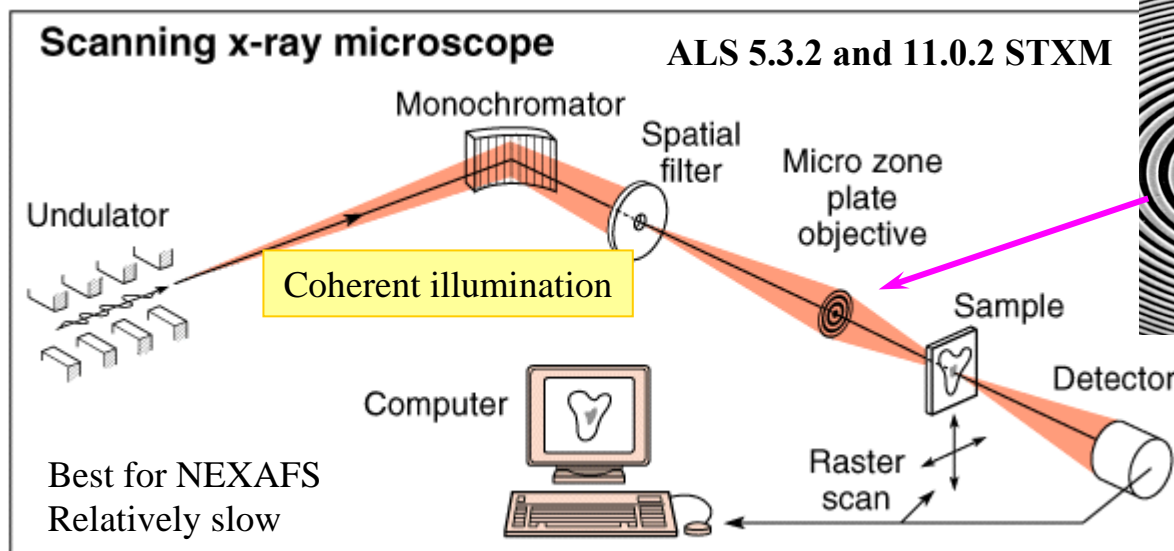 Scanning x-ray microscope
ALS 5.3.2 and 11.0.2 STXM
Monochromator
Spatial
filter
Micro zone
plate
objective
Undulator
Coherent illumination
Sample
Detector
Computer
Raster
scan
Best for NEXAFS
Relatively slow